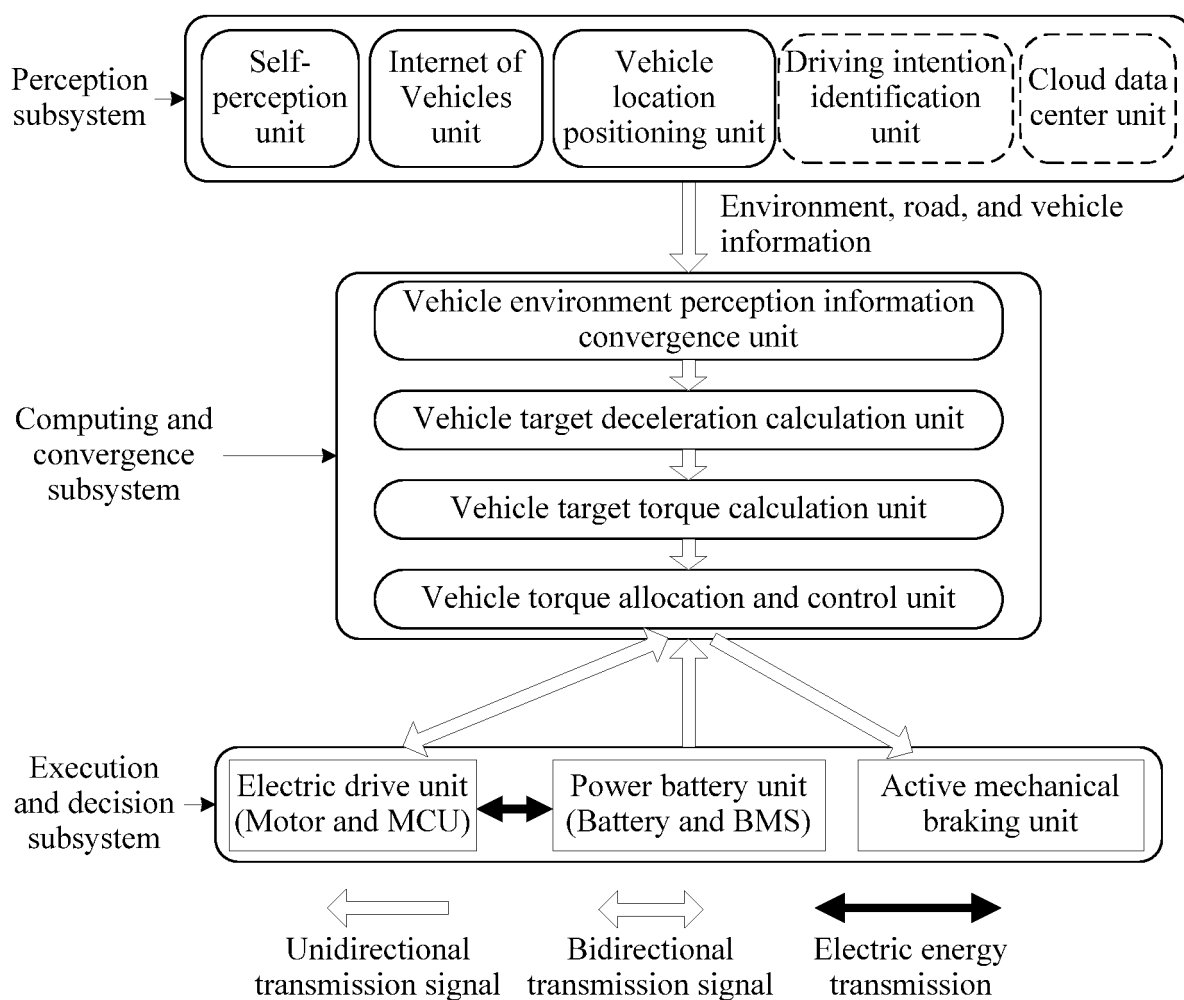 Perception
subsystem
Self-
perception
unit
Internet of
Vehicles
unit
Vehicle
location
positioning unit
Driving intention
identification
unit
Cloud data
center unit
Environment, road, and vehicle
information
Computing and
convergence
subsystem
Vehicle environment perception information
convergence unit
Vehicle target deceleration calculation unit
Vehicle target torque calculation unit
Vehicle torque allocation and control unit
Execution
and decision
subsystem
Electric drive unit
(Motor and MCU)
Power battery unit
(Battery and BMS)
Active mechanical
braking unit
Unidirectional
transmission signal
Bidirectional
transmission signal
Electric energy
transmission